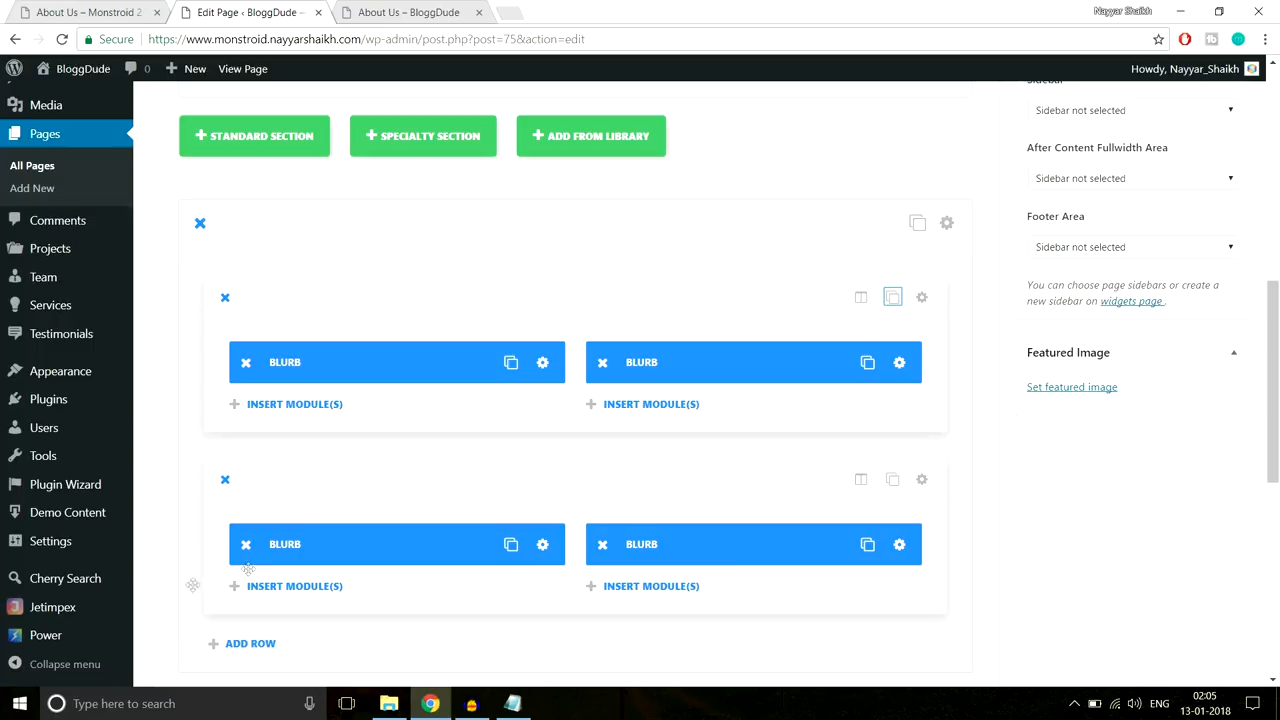 About Us – Monstroid 2
Edit Page ‹ BloggDude
About Us – BloggDude
Nayyar Shaikh
Secure
https://www.monstroid.nayyarshaikh.com/wp-admin/post.php?post=75&action=edit
BloggDude
0
New
View Page
Howdy, Nayyar_Shaikh
Media
Pages
All Pages
Add New
Comments
Projects
Team
Services
Testimonials
Appearance
Plugins
Users
Tools
Plugin Wizard
Demo Content
Settings
Cherry Search
Jetimpex
Power
Collapse menu
STANDARD SECTION
SPECIALTY SECTION
ADD FROM LIBRARY
BLURB
BLURB
INSERT MODULE(S)
INSERT MODULE(S)
BLURB
BLURB
INSERT MODULE(S)
INSERT MODULE(S)
ADD ROW
Sidebar
Sidebar not selected
After Content Fullwidth Area
Sidebar not selected
Footer Area
Sidebar not selected
You can choose page sidebars or create a
new sidebar on widgets page .
Featured Image
Set featured image
Type here to search
ENG
02:05
13-01-2018